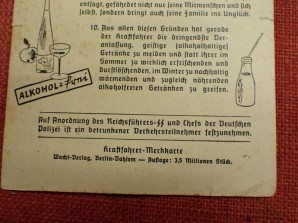 entsagt, gefährdet nicht nur seine Mitmenschen und sich
selbst, sondern bringt auch seine Familie ins Unglück.
10. Aus allen diesen Gründen hat gerade
der Kraftfahrer die dringendste Ver-
anlassung, geistige (alkoholhaltige)
Getränke zu meiden und statt ihrer im
Sommer zu wirklich erfrischenden und
durstlöschenden, im Winter zu nachhaltig
wärmenden und zugleich nährenden
alkoholfreien Getränken zu greifen.
ALKOHOL=
Auf Anordnung des Reichsführers-SS und Chefs der Deutschen
Polizei ist ein betrunkener Verkehrsteilnehmer festzunehmen.
Kraftfahrer-Merkkarte
Wacht-Verlag, Berlin-Dahlem — Auflage: 3,5 Millionen Stück.